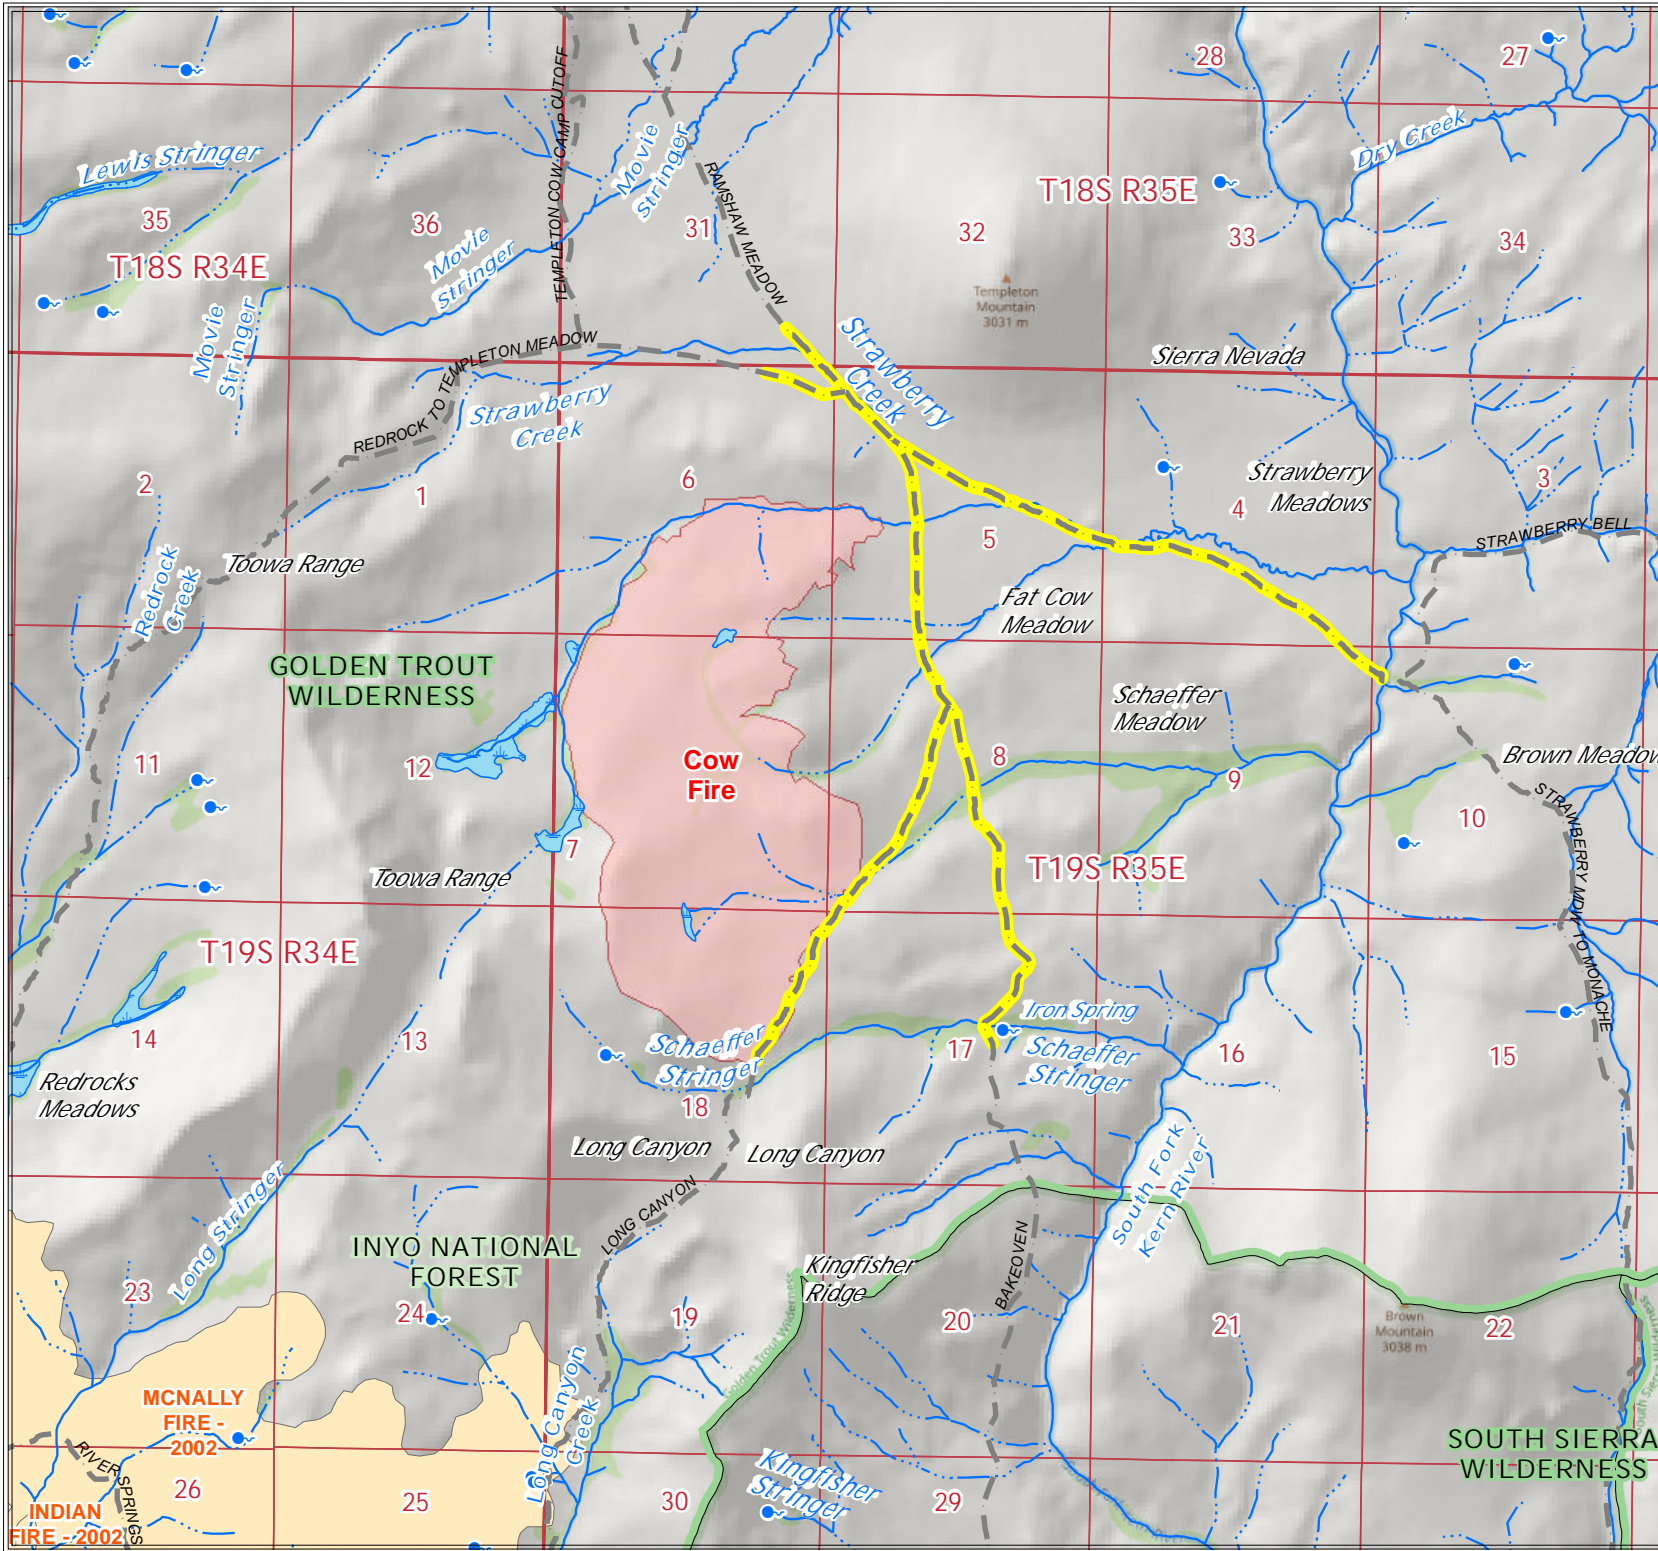 28
27
TEMPLETON COW CAMP CUTOFF
Movie
Stringer
Dry Creek
Lewis Stringer
RAMSHAW MEADOW
T18S R35E
35
36
31
32
33
34
Movie
Stringer
T18S R34E
Templeton
Mountain
3031 m
Movie
Stringer
Strawberry
Creek
REDROCK TO TEMPLETON MEADOW
Sierra Nevada
Strawberry
Creek
2
1
6
5
4
3
Strawberry
Meadows
STRAWBERRY BELL
Toowa Range
Redrock
Creek
Fat Cow
Meadow
GOLDEN TROUT
WILDERNESS
Schaeffer
Meadow
11
12
Cow
Fire
8
9
Brown Meadow
10
STRAWBERRY MDW TO MONACHE
7
Toowa Range
T19S R35E
T19S R34E
14
13
Schaeffer
Stringer
Iron Spring
17
Schaeffer
Stringer
16
15
Redrocks
Meadows
18
Long Canyon
Long Canyon
South Fork
Kern River
Long Stringer
LONG CANYON
INYO NATIONAL
FOREST
Kingfisher
Ridge
BAKEOVEN
23
24
19
20
21
22
Golden Trout Wilderness
Brown
Mountain
3038 m
MCNALLY
FIRE -
2002
Long Canyon
Creek
SOUTH SIERRA
WILDERNESS
RIVER SPRINGS
Kingfisher
Stringer
26
25
30
29
INDIAN
FIRE - 2002